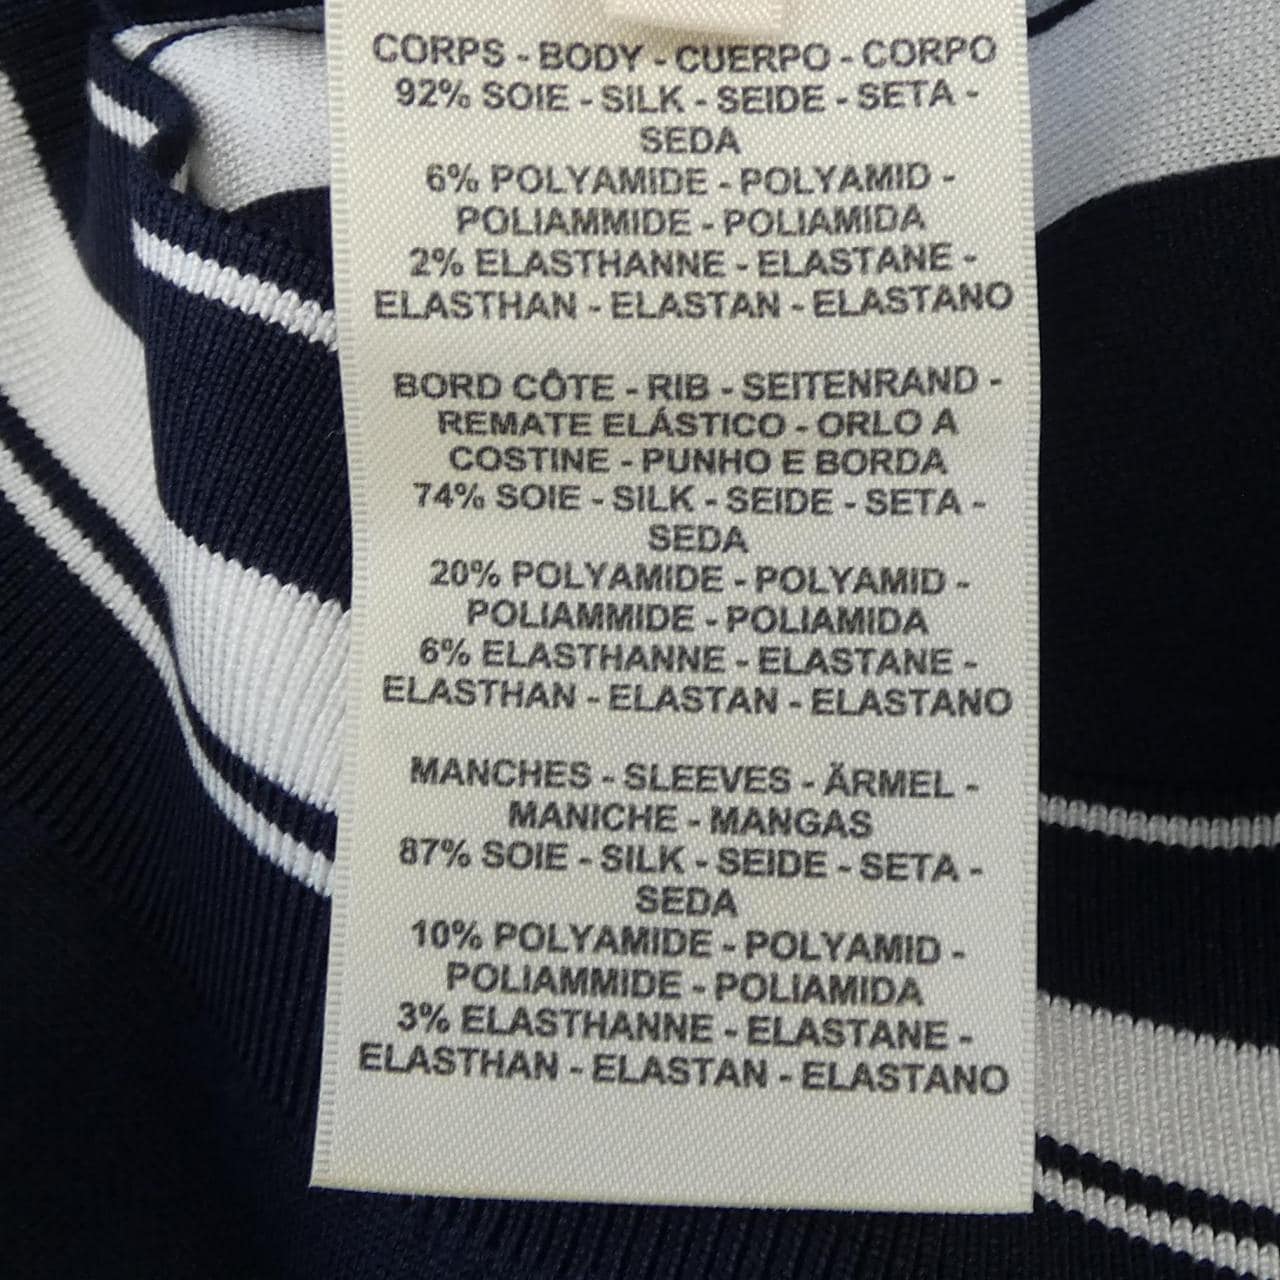 CORPS - BODY - CUERPO - CORPO
92% SOIE - SILK - SEIDE - SETA -
SEDA
6% POLYAMIDE - POLYAMID -
POLIAMMIDE - POLIAMIDA
2% ELASTHANNE - ELASTANE -
ELASTHAN - ELASTAN - ELASTANO
BORD CÔTE - RIB - SEITENRAND -
REMATE ELÁSTICO - ORLO A
COSTINE - PUNHO E BORDA
74% SOIE - SILK - SEIDE - SETA -
SEDA
20% POLYAMIDE - POLYAMID -
POLIAMMIDE - POLIAMIDA
6% ELASTHANNE - ELASTANE -
ELASTHAN - ELASTAN - ELASTANO
MANCHES - SLEEVES - ÄRMEL -
MANICHE - MANGAS
87% SOIE - SILK - SEIDE - SETA -
SEDA
10% POLYAMIDE - POLYAMID -
POLIAMMIDE - POLIAMIDA
3% ELASTHANNE - ELASTANE -
ELASTHAN - ELASTAN - ELASTANO